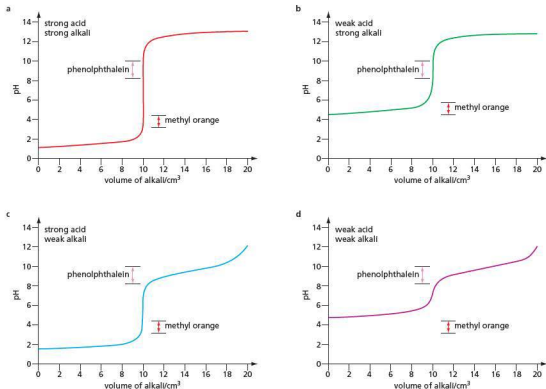 a
strong acid
strong alkali
14
12
10
8
6
4
2
0
pH
phenolphthalein
methyl orange
0 2 4 6 8 10 12 14 16 18 20
volume of alkali/cm³
b
weak acid
strong alkali
14
12
10
8
6
4
2
0
pH
phenolphthalein
methyl orange
0 2 4 6 8 10 12 14 16 18 20
volume of alkali/cm³
c
strong acid
weak alkali
14
12
10
8
6
4
2
0
pH
phenolphthalein
methyl orange
0 2 4 6 8 10 12 14 16 18 20
volume of alkali/cm³
d
weak acid
weak alkali
14
12
10
8
6
4
2
0
pH
phenolphthalein
methyl orange
0 2 4 6 8 10 12 14 16 18 20
volume of alkali/cm³